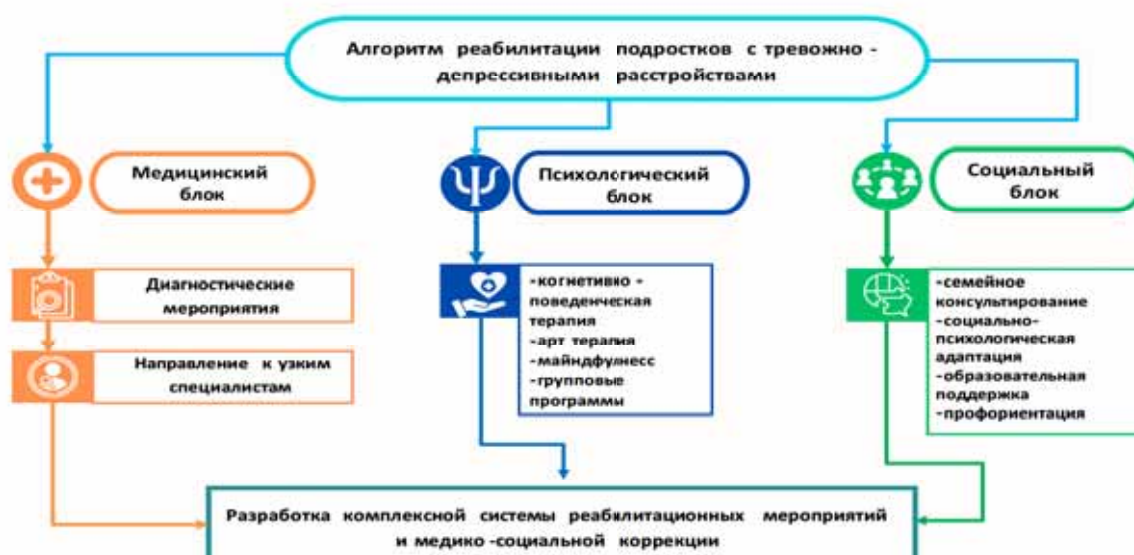 Алгоритм реабилитации подростков с тревожно -
депрессивными расстройствами
Медицинский
блок
Диагностические
мероприятия
Направление к узким
специалистам
Психологический
блок
-когнетивно -
поведенческая
терапия
-арт терапия
-майндфулнесс
-групповые
программы
Социальный
блок
-семейное
консультирование
-социально-
психологическая
адаптация
-образовательная
поддержка
-профориентация
Разработка комплексной системы реабилитационных мероприятий
и медико -социальной коррекции